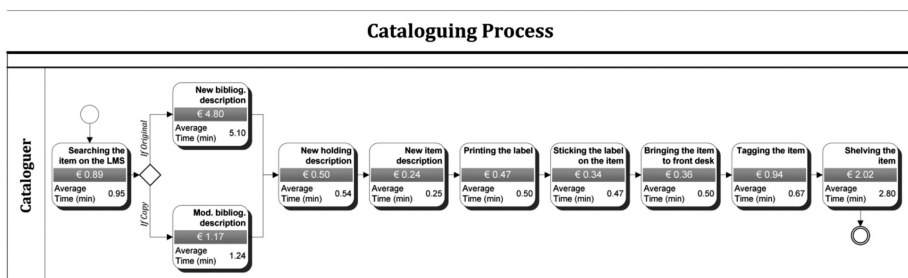 Cataloguing Process
Cataloguer
Searching the
item on the LMS
€ 0.89
Average
Time (min) 0.95
If Original
If Copy
New bibliog.
description
€ 4.80
Average
Time (min) 5.10
Mod. bibliog.
description
€ 1.17
Average
Time (min) 1.24
New holding
description
€ 0.50
Average
Time (min) 0.54
New item
description
€ 0.24
Average
Time (min) 0.25
Printing the label
€ 0.47
Average
Time (min) 0.50
Sticking the label
on the item
€ 0.34
Average
Time (min) 0.47
Bringing the item
to front desk
€ 0.36
Average
Time (min) 0.50
Tagging the item
€ 0.94
Average
Time (min) 0.67
Shelving the
item
€ 2.02
Average
Time (min) 2.80